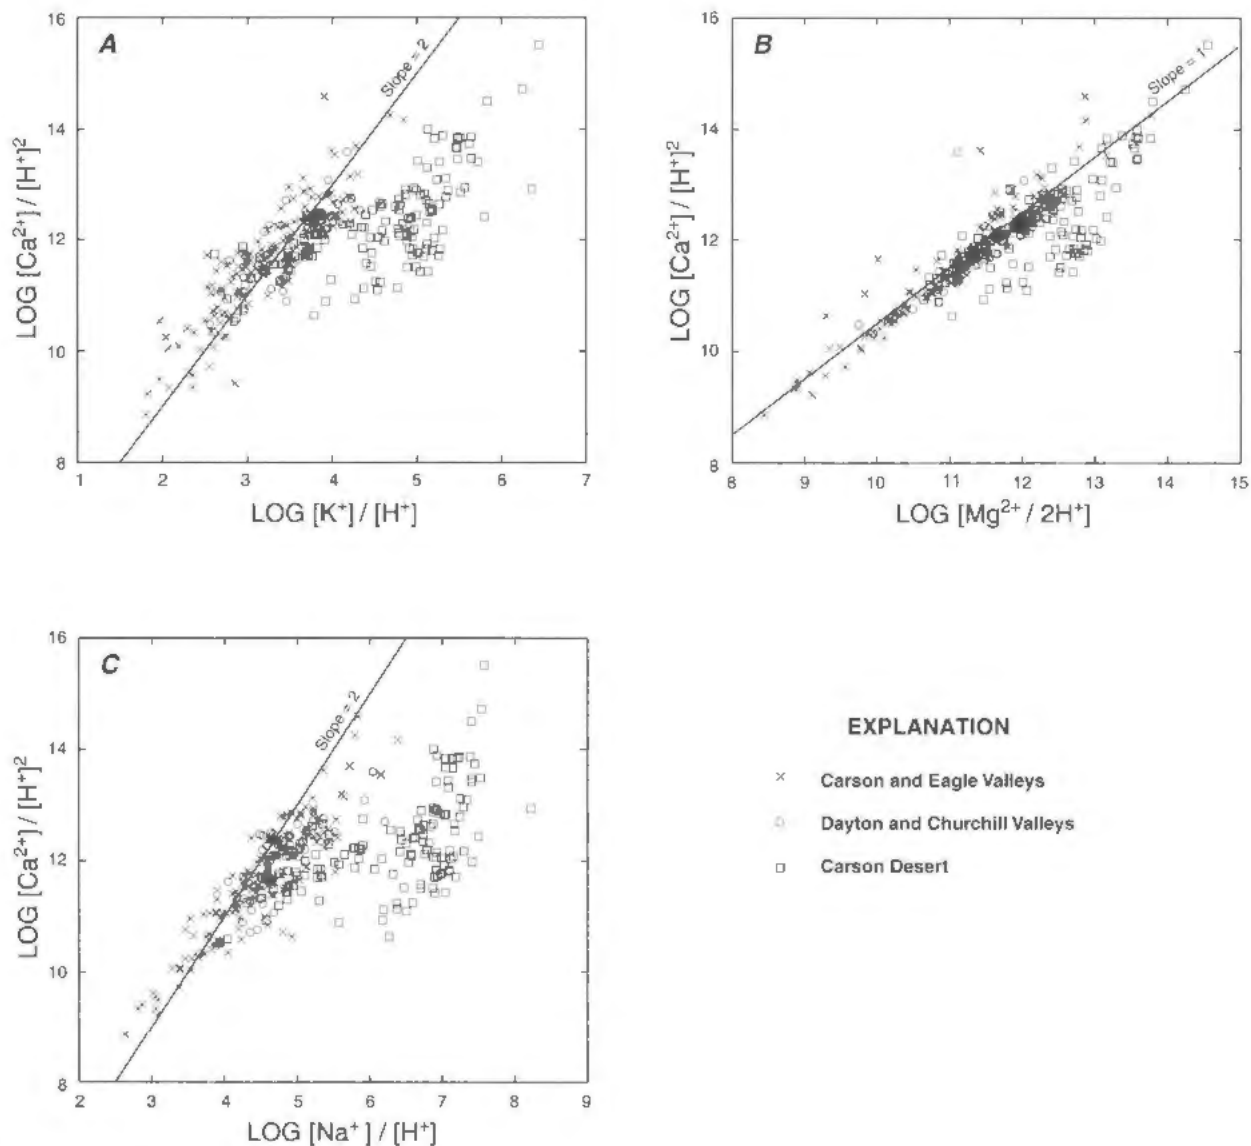 A
Slope = 2
16
14
12
10
8
LOG [Ca²⁺] / [H⁺]²
1 2 3 4 5 6 7
LOG [K⁺] / [H⁺]
B
Slope = 1
16
14
12
10
8
LOG [Ca²⁺] / [H⁺]²
8 9 10 11 12 13 14 15
LOG [Mg²⁺ / 2H⁺]
C
Slope = 2
16
14
12
10
8
LOG [Ca²⁺] / [H⁺]²
2 3 4 5 6 7 8 9
LOG [Na⁺] / [H⁺]
EXPLANATION
Carson and Eagle Valleys
Dayton and Churchill Valleys
Carson Desert